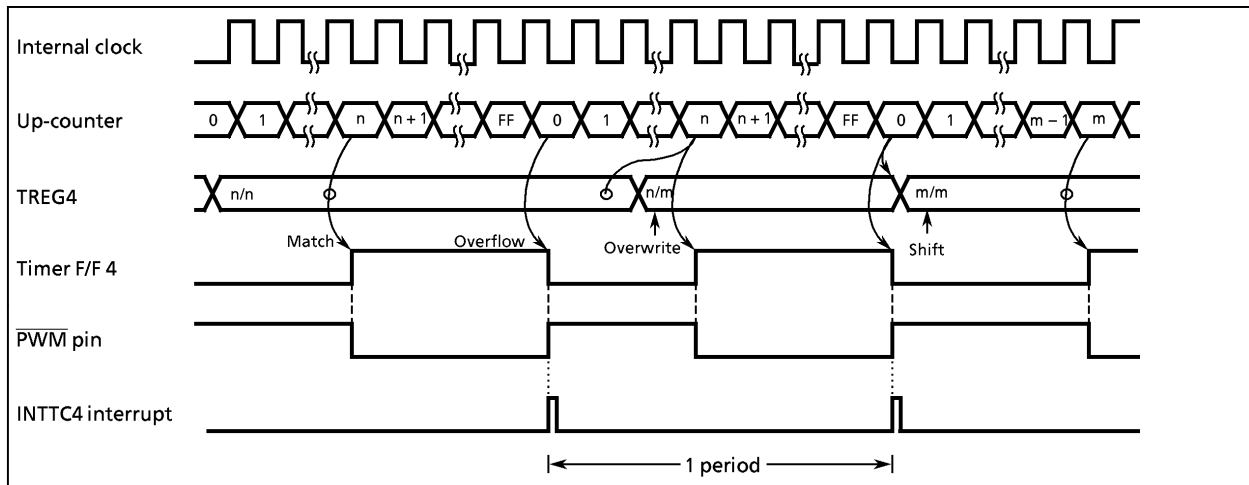 Internal clock
Up-counter 0 1 n n + 1 FF 0 1 n n + 1 FF 0 1 m – 1 m
TREG4 n/n n/m m/m
Match Overflow Overwrite Shift
Timer F/F 4
PWM pin
INTTC4 interrupt
1 period